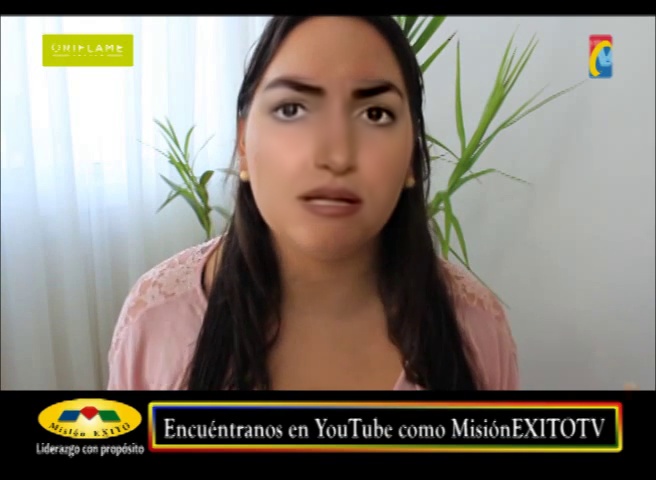 ORIFLAME
Misión EXITO
Liderazgo con propósito
Encuéntranos en YouTube como MisiónEXITOTV